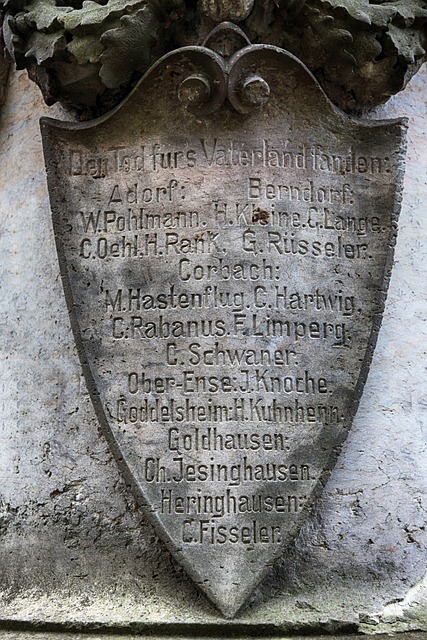 Den Tod fürs Vaterland fanden:
Adorf: Berndorf:
W. Pohlmann. H. Kleine. C. Lange.
C. Oehl. H. Rank. G. Rüsseler.
Corbach:
M. Hastenflug. C. Hartwig.
C. Rabanus. F. Limperg.
C. Schwaner.
Ober-Ense: J. Knoche.
Goddelsheim: H. Kuhnhenn.
Goldhausen:
Ch. Jesinghausen.
Heringhausen:
C. Fisseler.